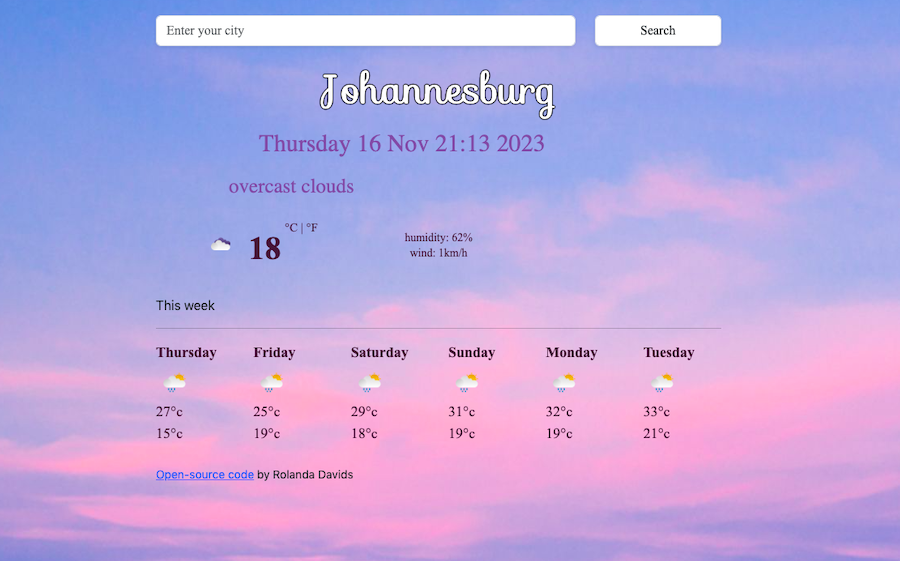 Enter your city Search
Johannesburg
Thursday 16 Nov 21:13 2023
overcast clouds
18 °C | °F
humidity: 62%
wind: 1km/h
This week
Thursday Friday Saturday Sunday Monday Tuesday
27°c 25°c 29°c 31°c 32°c 33°c
15°c 19°c 18°c 19°c 19°c 21°c
Open-source code by Rolanda Davids